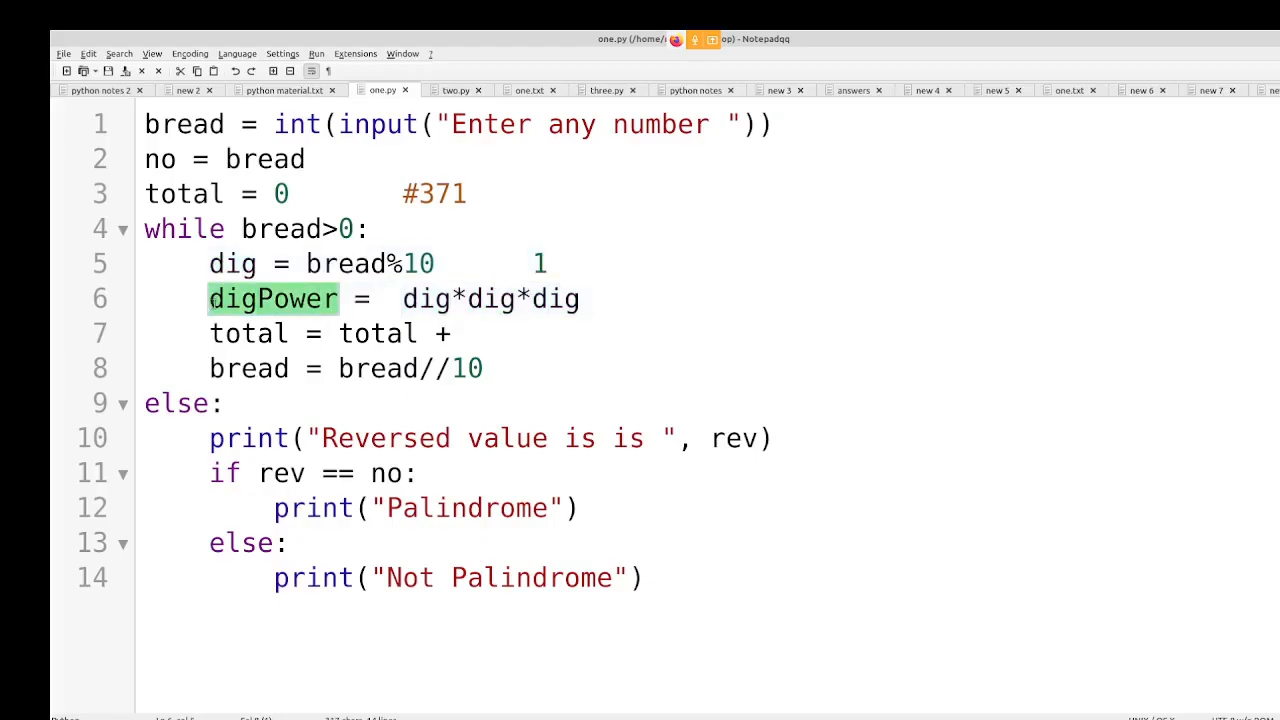 one.py (/home/ op) - Notepadqq
File Edit Search View Encoding Language Settings Run Extensions Window ?
python notes 2 new 2 python material.txt one.py two.py one.txt three.py python notes new 3 answers new 4 new 5 one.txt new 6 new 7
1 bread = int(input("Enter any number "))
2 no = bread
3 total = 0 #371
4 while bread>0:
5 dig = bread%10 1
6 digPower = dig*dig*dig
7 total = total +
8 bread = bread//10
9 else:
10 print("Reversed value is is ", rev)
11 if rev == no:
12 print("Palindrome")
13 else:
14 print("Not Palindrome")